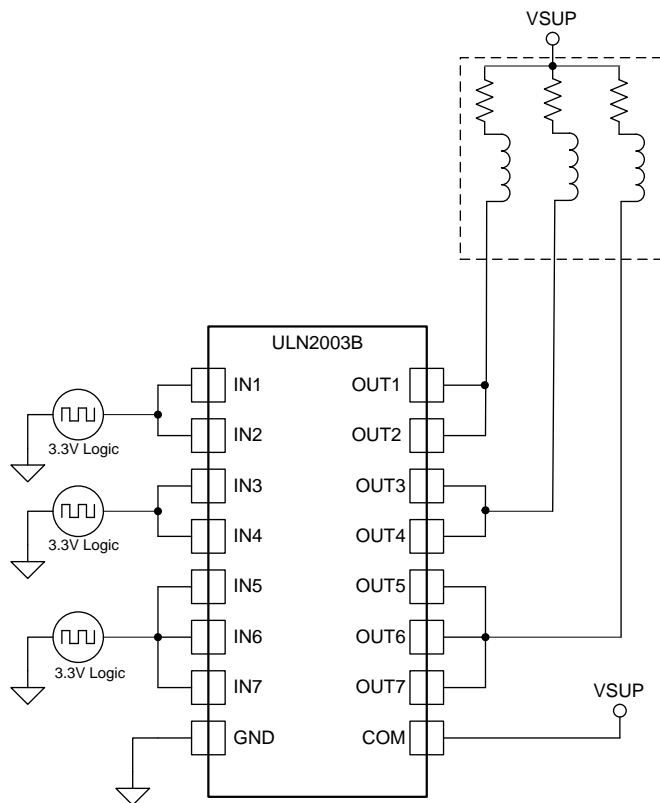 VSUP
ULN2003B
IN1
OUT1
IN2
OUT2
3.3V Logic
IN3
OUT3
IN4
OUT4
3.3V Logic
IN5
OUT5
IN6
OUT6
3.3V Logic
IN7
OUT7
VSUP
GND
COM